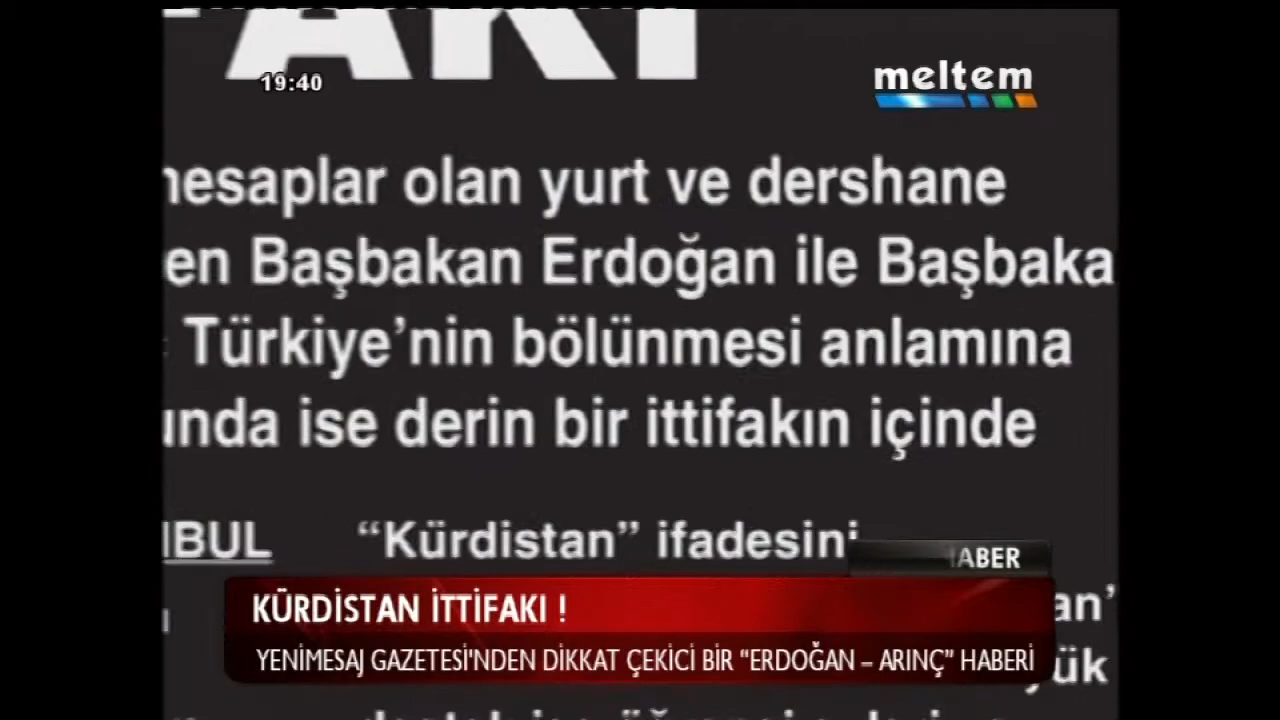 19:40
meltem
hesaplar olan yurt ve dershane
en Başbakan Erdoğan ile Başbaka
Türkiye’nin bölünmesi anlamına
unda ise derin bir ittifakın içinde
“Kürdistan” ifadesini
HABER
KÜRDİSTAN İTTİFAKI !
YENİMESAJ GAZETESİ'NDEN DİKKAT ÇEKİCİ BİR “ERDOĞAN – ARINÇ” HABERİ